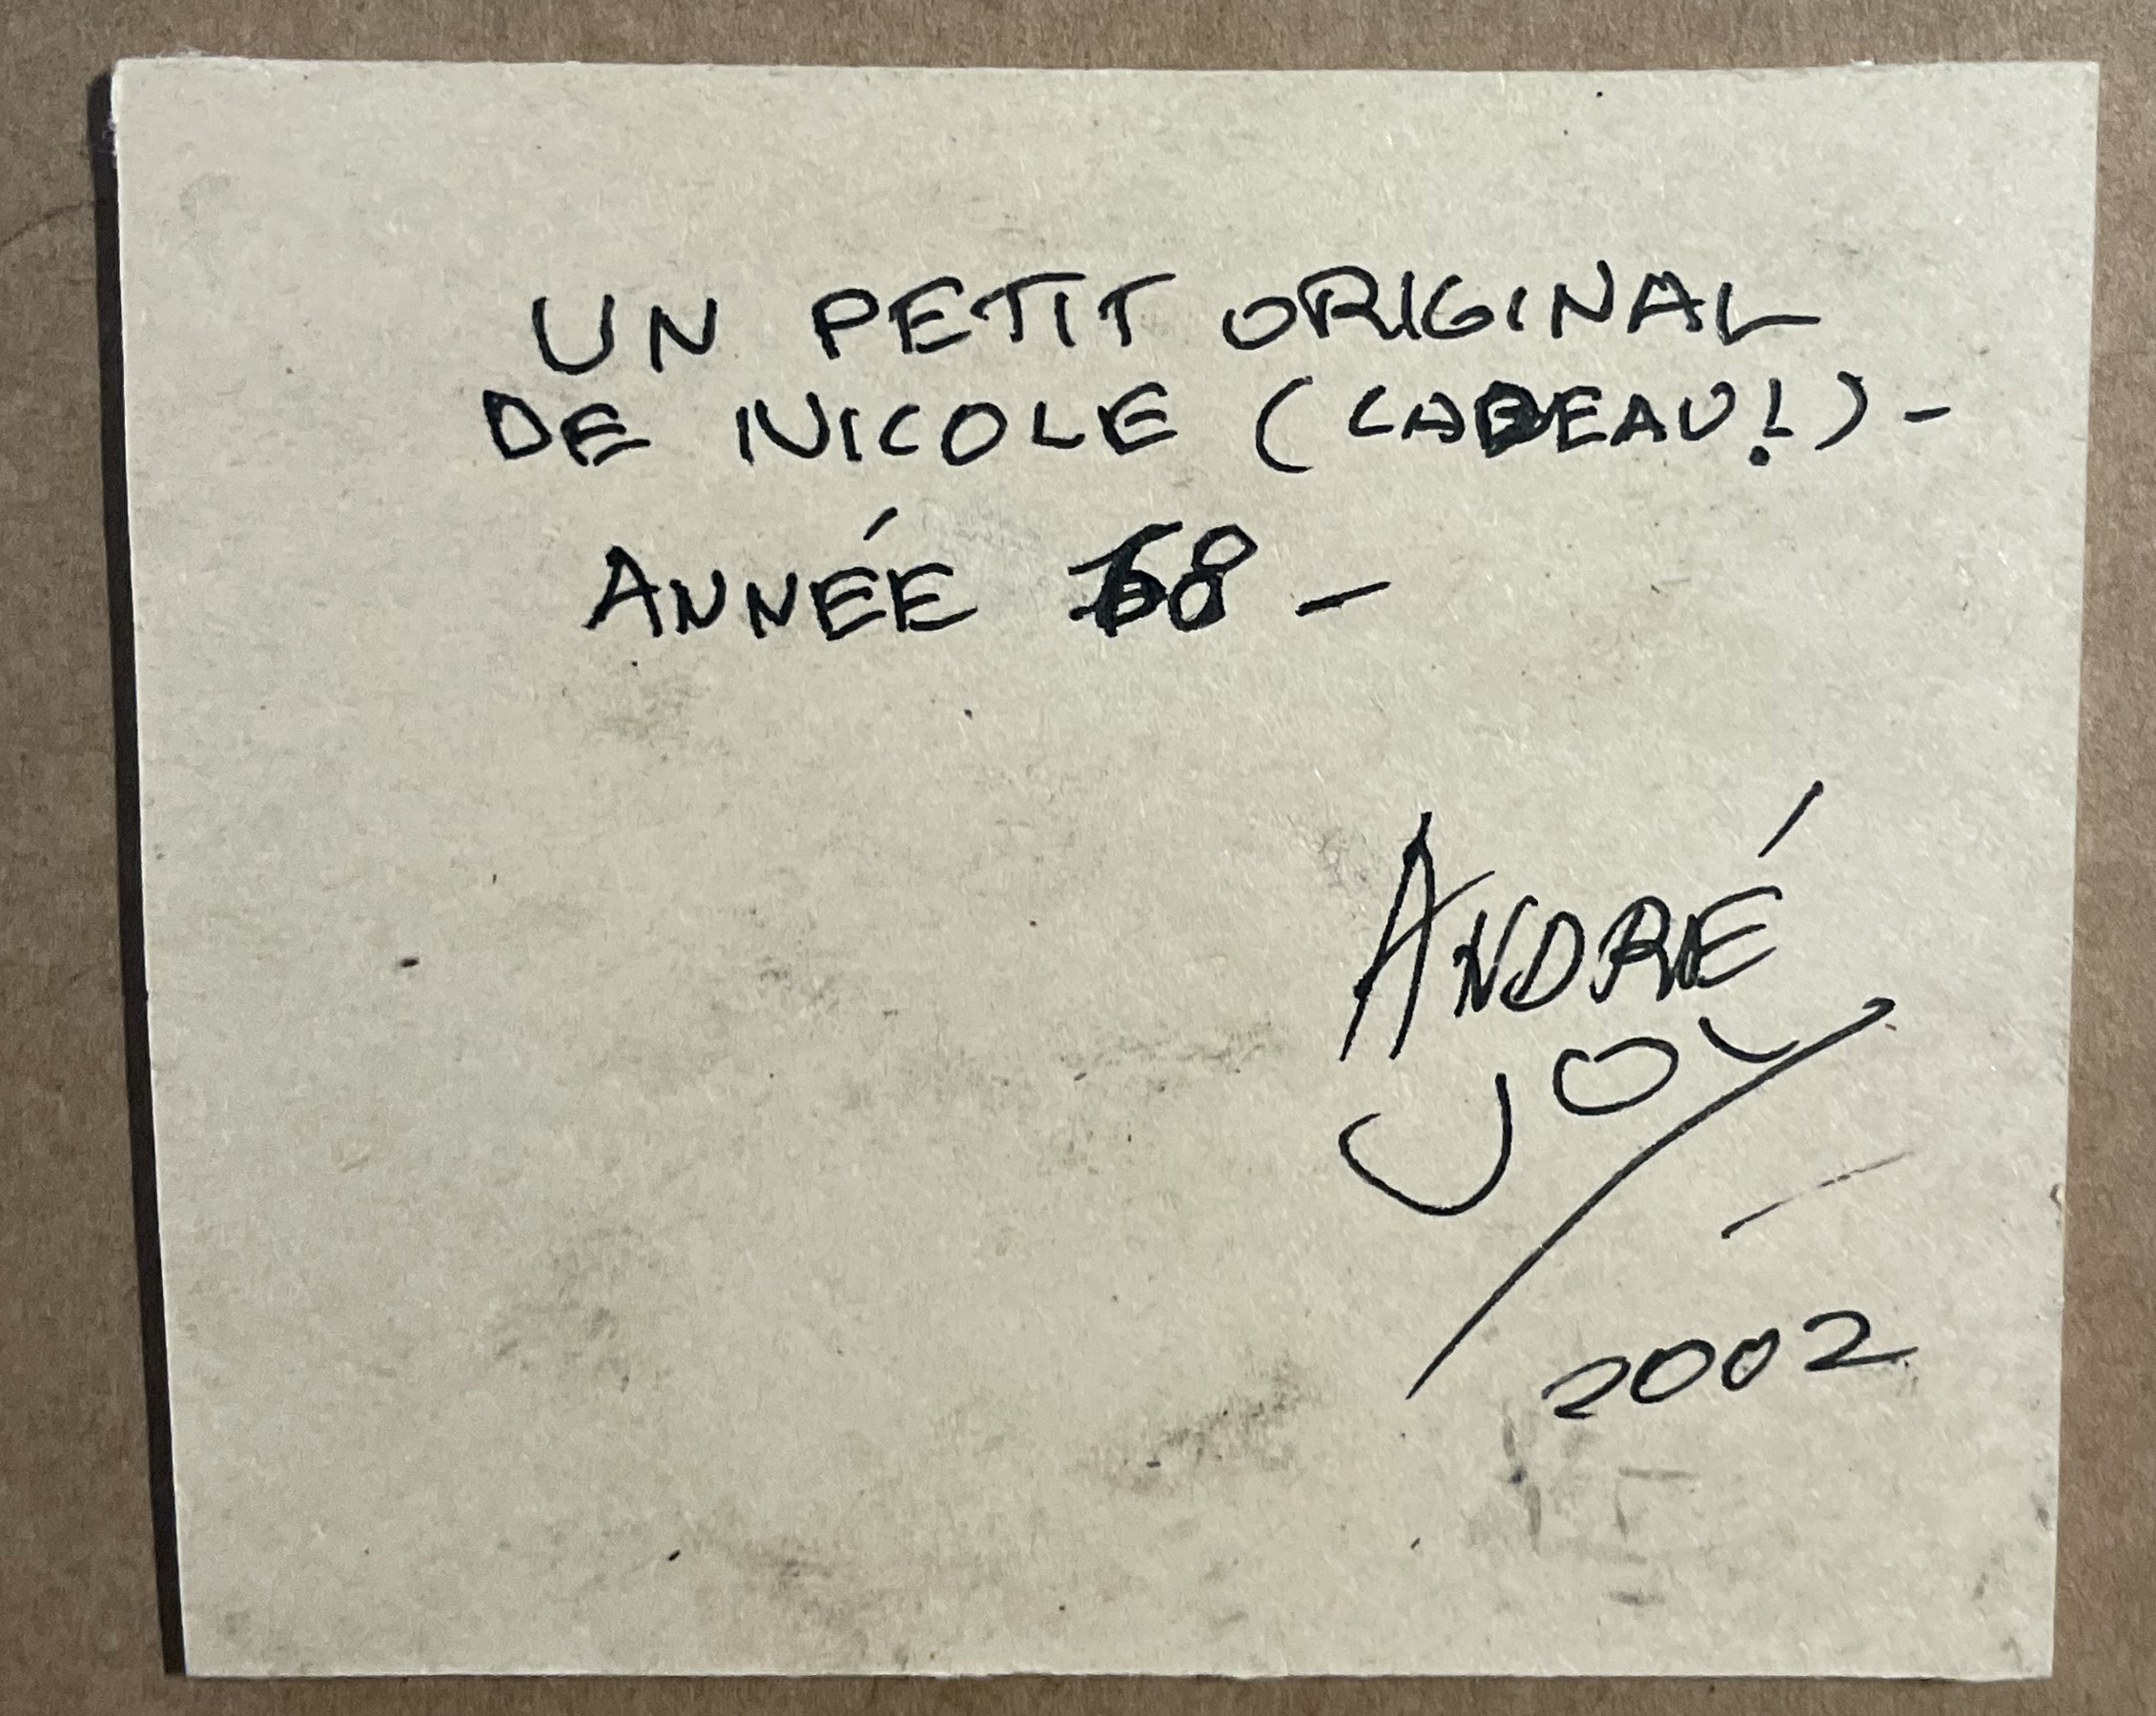 UN PETIT ORIGINAL
DE NICOLE (CADEAU!) -
ANNÉE 68 -
ANDRÉ
JOY
2002